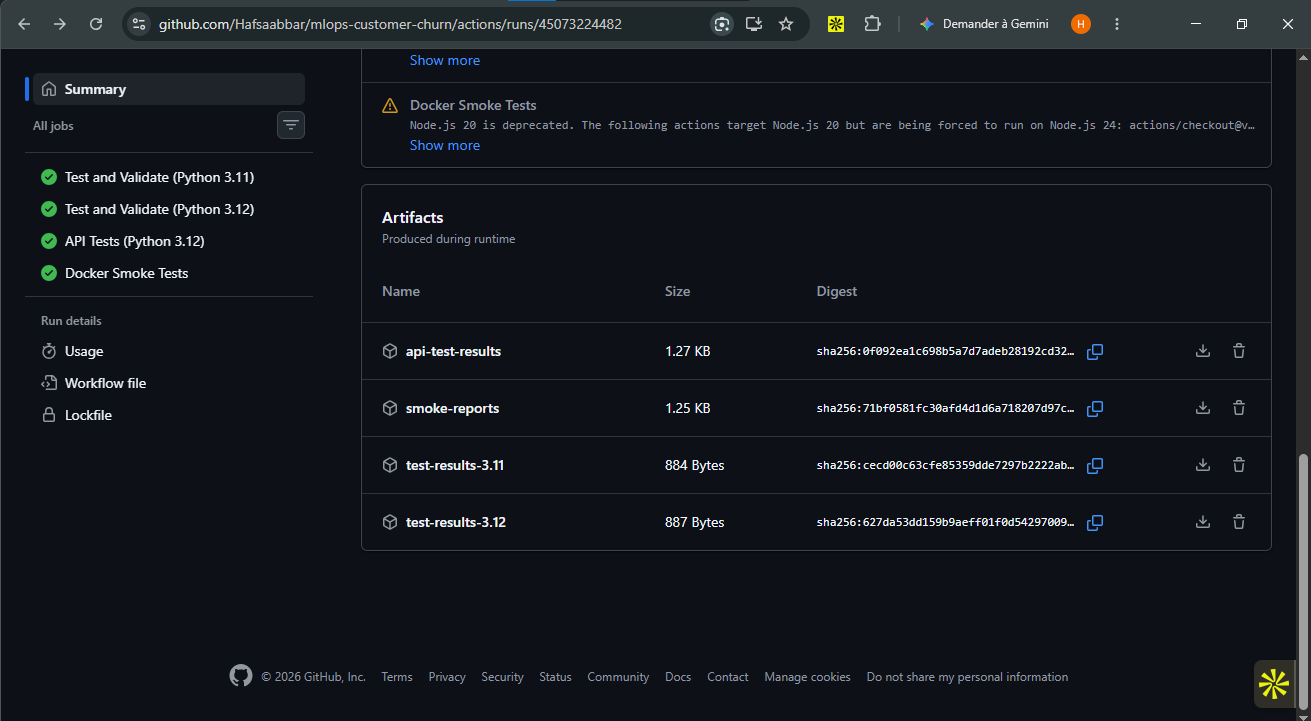 github.com/Hafsaabbar/mlops-customer-churn/actions/runs/45073224482
Demander à Gemini
H
Summary
All jobs
Test and Validate (Python 3.11)
Test and Validate (Python 3.12)
API Tests (Python 3.12)
Docker Smoke Tests
Run details
Usage
Workflow file
Lockfile
Show more
Docker Smoke Tests
Node.js 20 is deprecated. The following actions target Node.js 20 but are being forced to run on Node.js 24: actions/checkout@v…
Show more
Artifacts
Produced during runtime
Name Size Digest
api-test-results 1.27 KB sha256:0f092ea1c698b5a7d7adeb28192cd32…
smoke-reports 1.25 KB sha256:71bf0581fc30afd4d1d6a718207d97c…
test-results-3.11 884 Bytes sha256:cecd00c63cfe85359dde7297b2222ab…
test-results-3.12 887 Bytes sha256:627da53dd159b9aeff01f0d54297009…
© 2026 GitHub, Inc. Terms Privacy Security Status Community Docs Contact Manage cookies Do not share my personal information